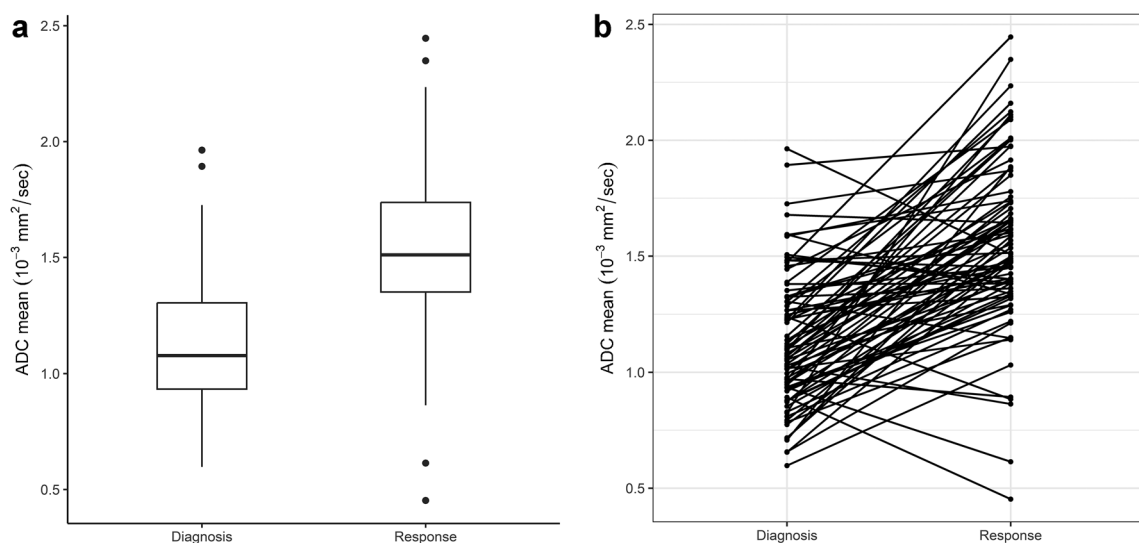 a
ADC mean (10⁻³ mm²/sec)
2.5
2.0
1.5
1.0
0.5
Diagnosis Response
b
ADC mean (10⁻³ mm²/sec)
2.5
2.0
1.5
1.0
0.5
Diagnosis Response